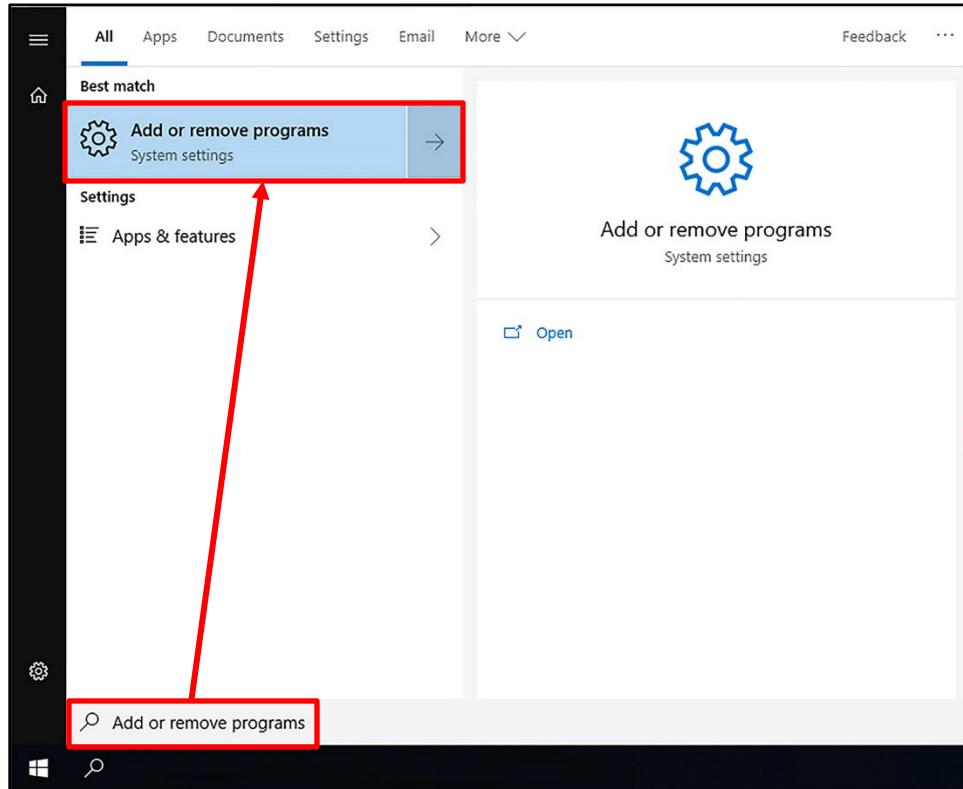 All Apps Documents Settings Email More Feedback ...
Best match
Add or remove programs
System settings
Settings
Apps & features
Add or remove programs
System settings
Open
Add or remove programs